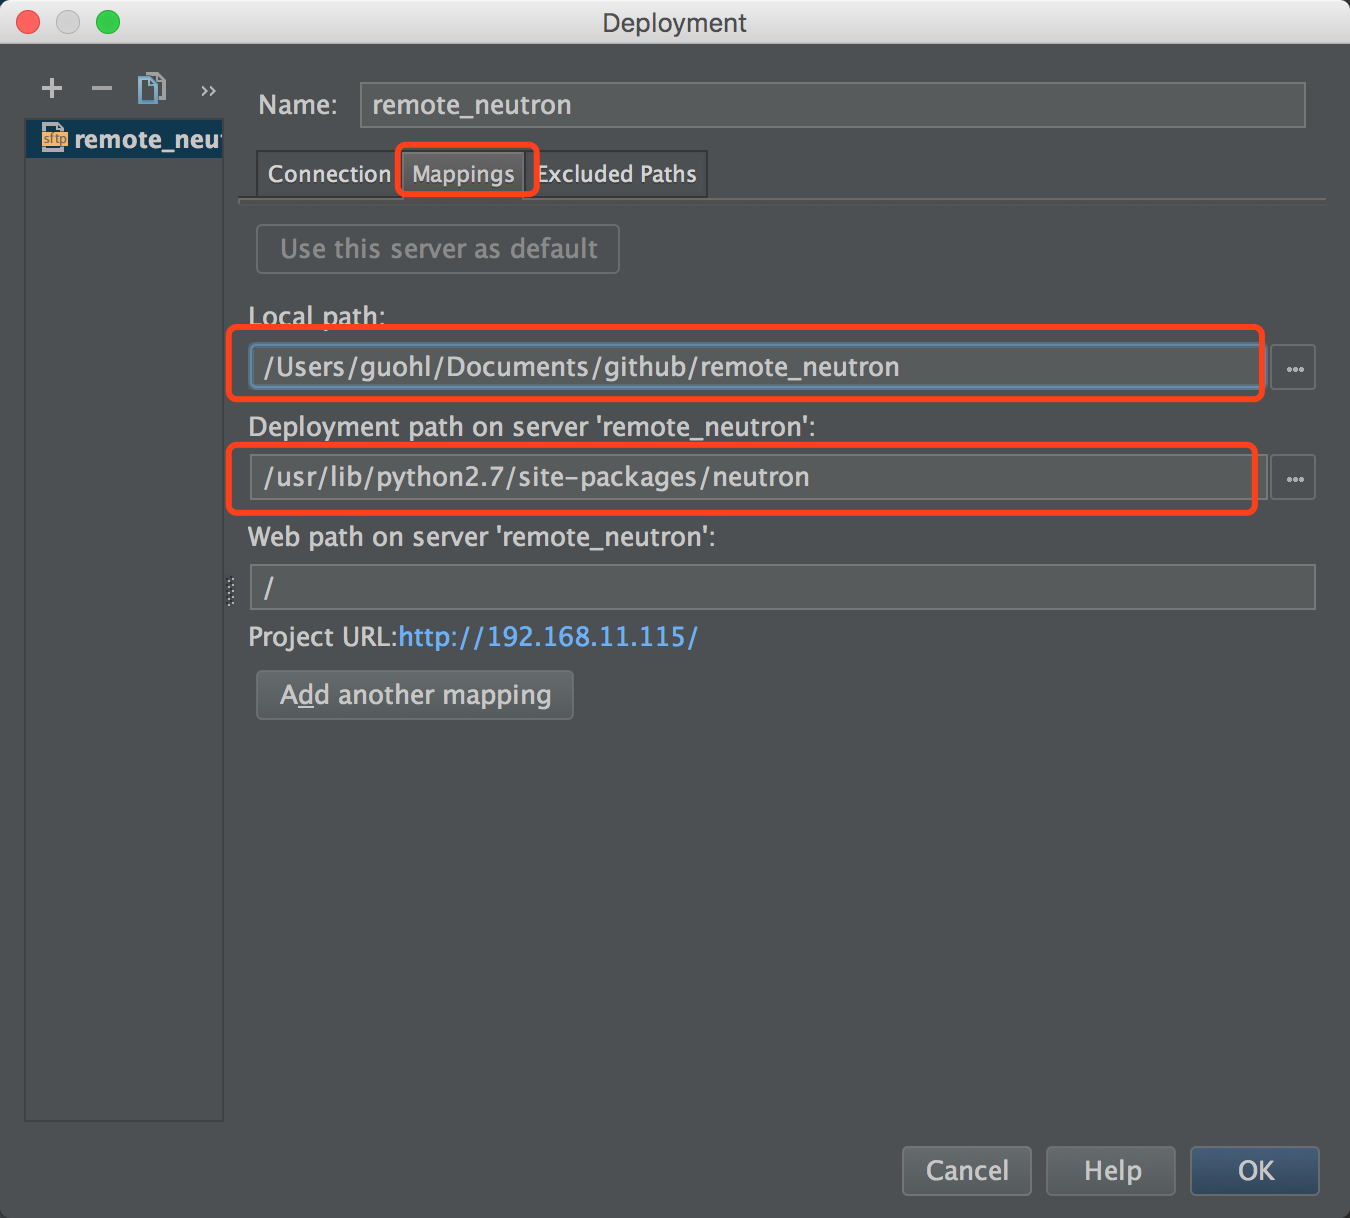 Deployment
Name: remote_neutron
sftp remote_neu
Connection Mappings Excluded Paths
Use this server as default
Local path:
/Users/guohl/Documents/github/remote_neutron
Deployment path on server 'remote_neutron':
/usr/lib/python2.7/site-packages/neutron
Web path on server 'remote_neutron':
/
Project URL:http://192.168.11.115/
Add another mapping
Cancel Help OK